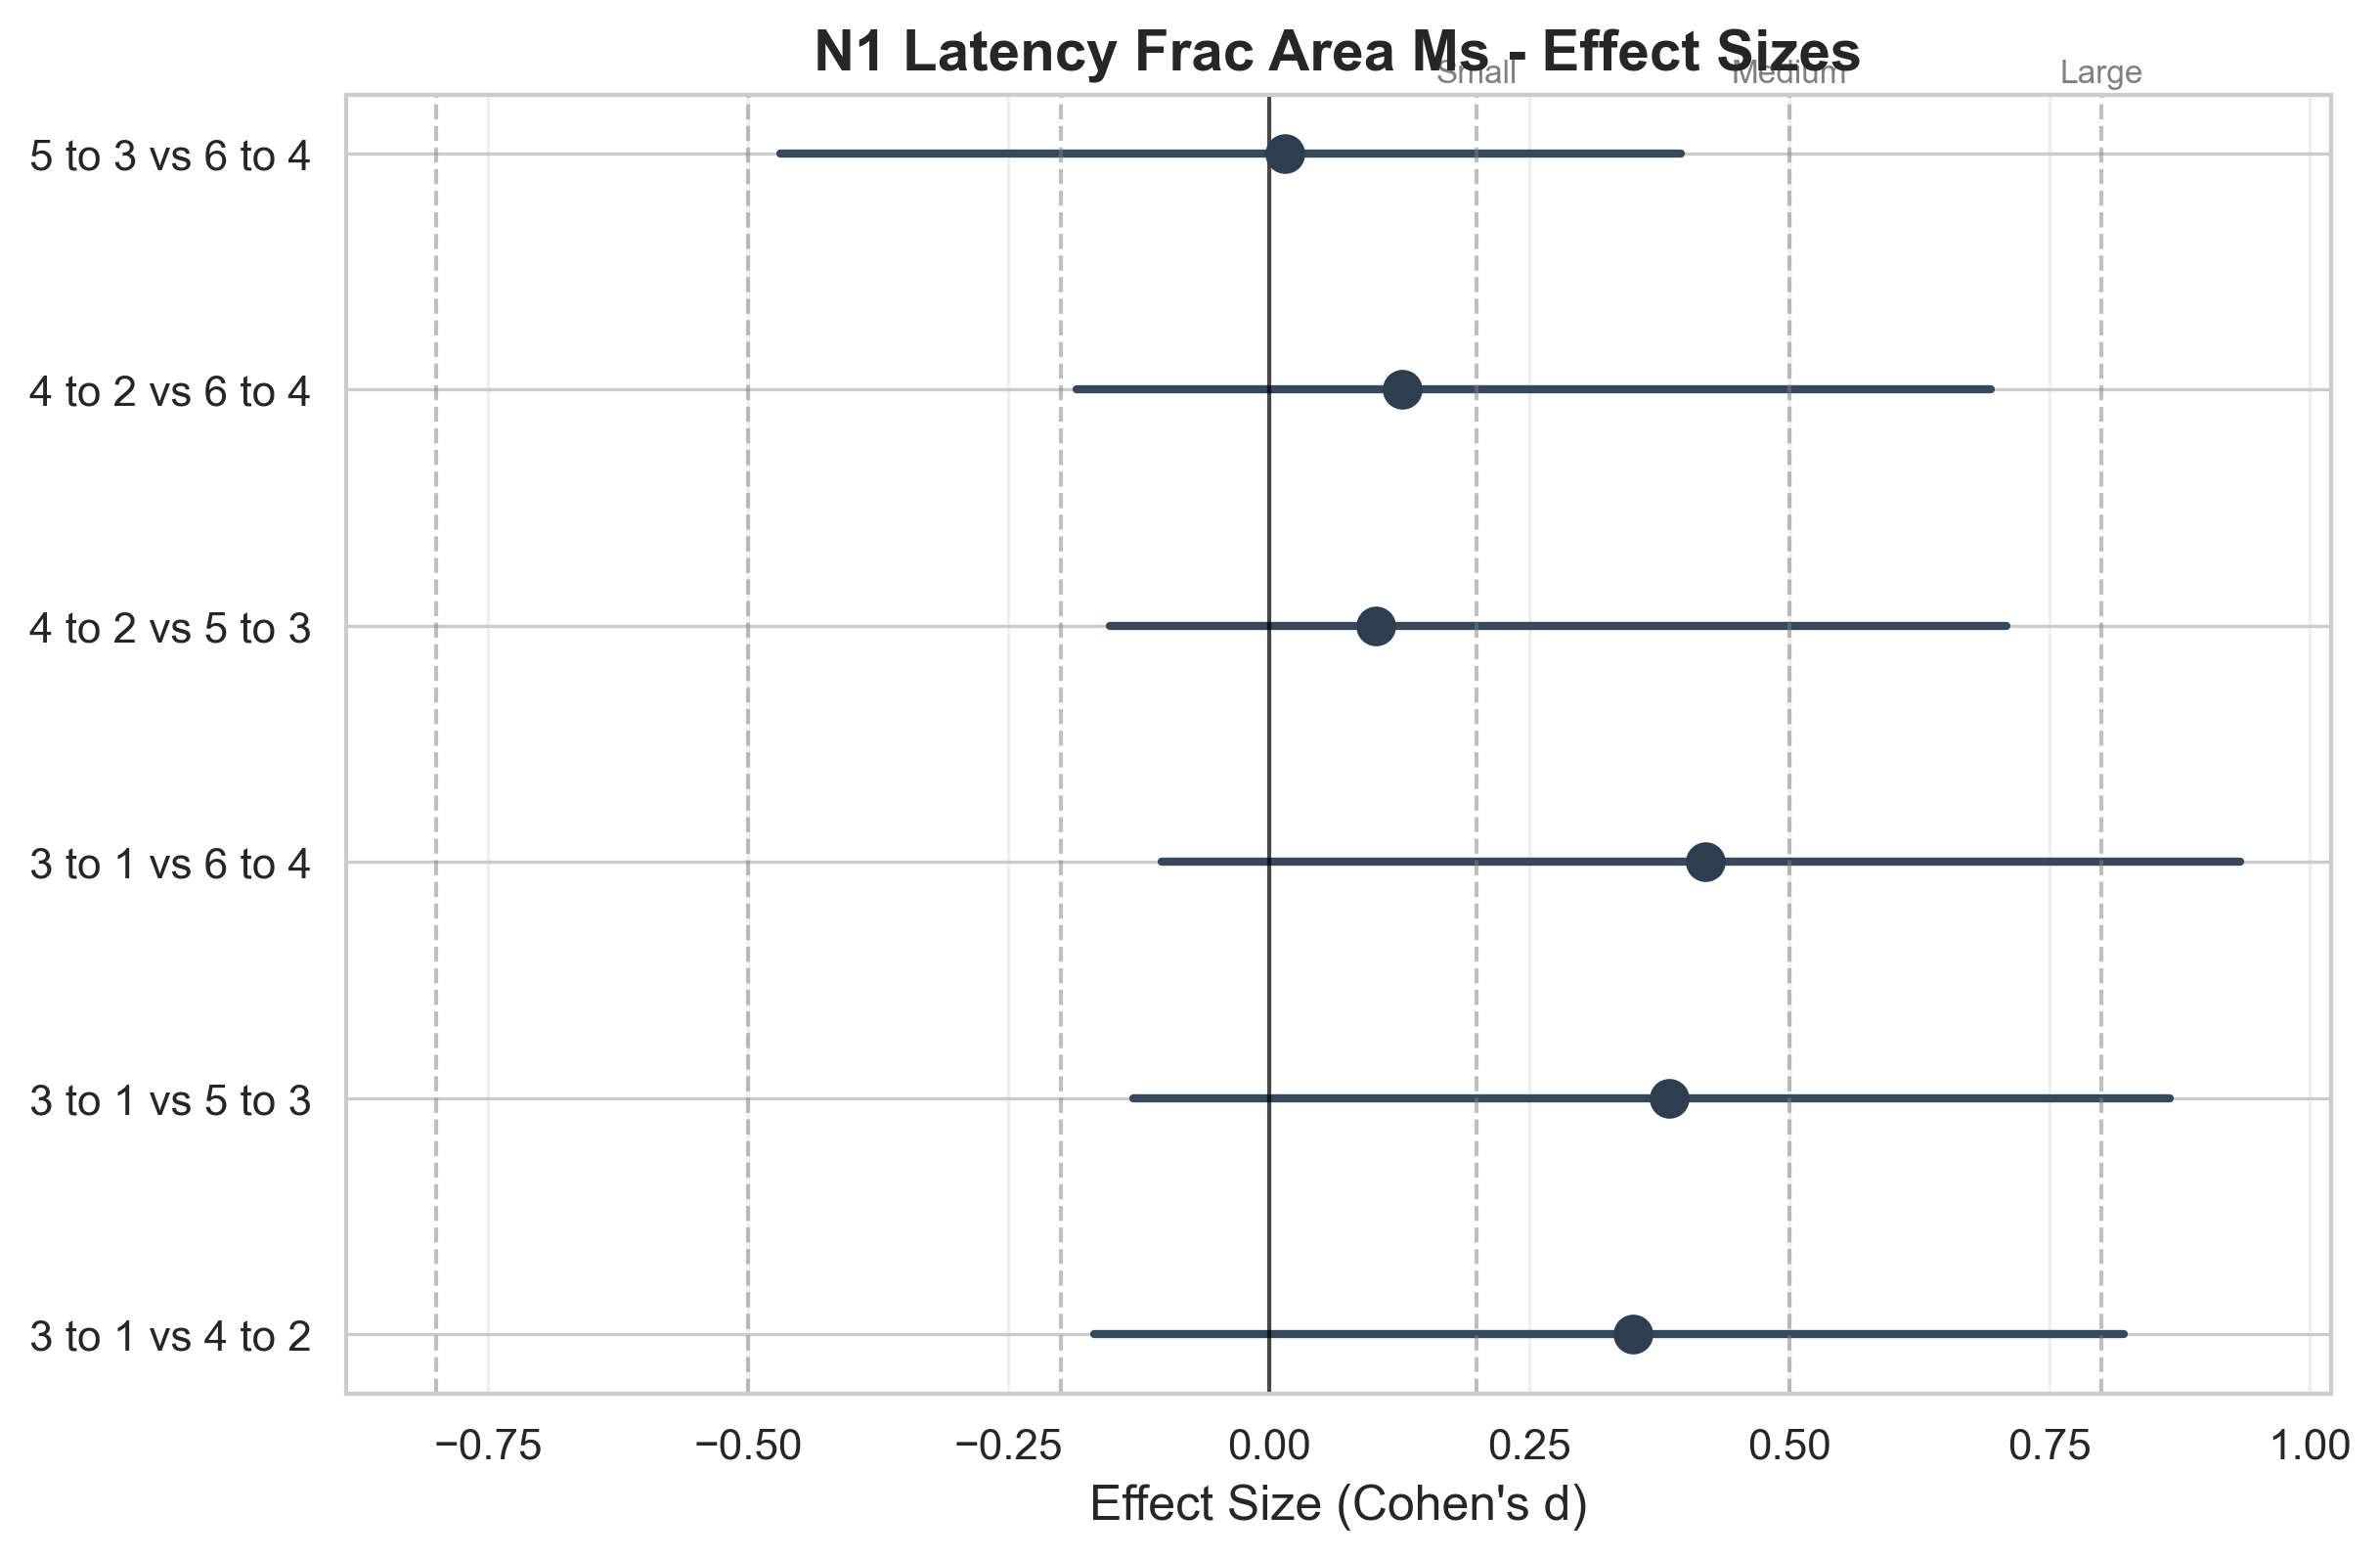 N1 Latency Frac Area Ms - Effect Sizes
Small Medium Large
5 to 3 vs 6 to 4
4 to 2 vs 6 to 4
4 to 2 vs 5 to 3
3 to 1 vs 6 to 4
3 to 1 vs 5 to 3
3 to 1 vs 4 to 2
−0.75 −0.50 −0.25 0.00 0.25 0.50 0.75 1.00
Effect Size (Cohen's d)